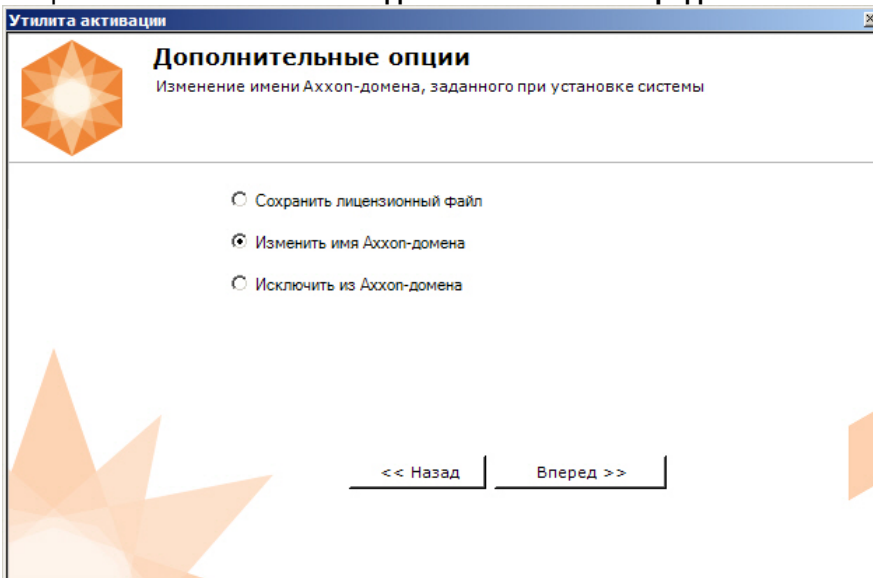 Утилита активации
Дополнительные опции
Изменение имени Axxon-домена, заданного при установке системы
Сохранить лицензионный файл
Изменить имя Axxon-домена
Исключить из Axxon-домена
<< Назад
Вперед >>